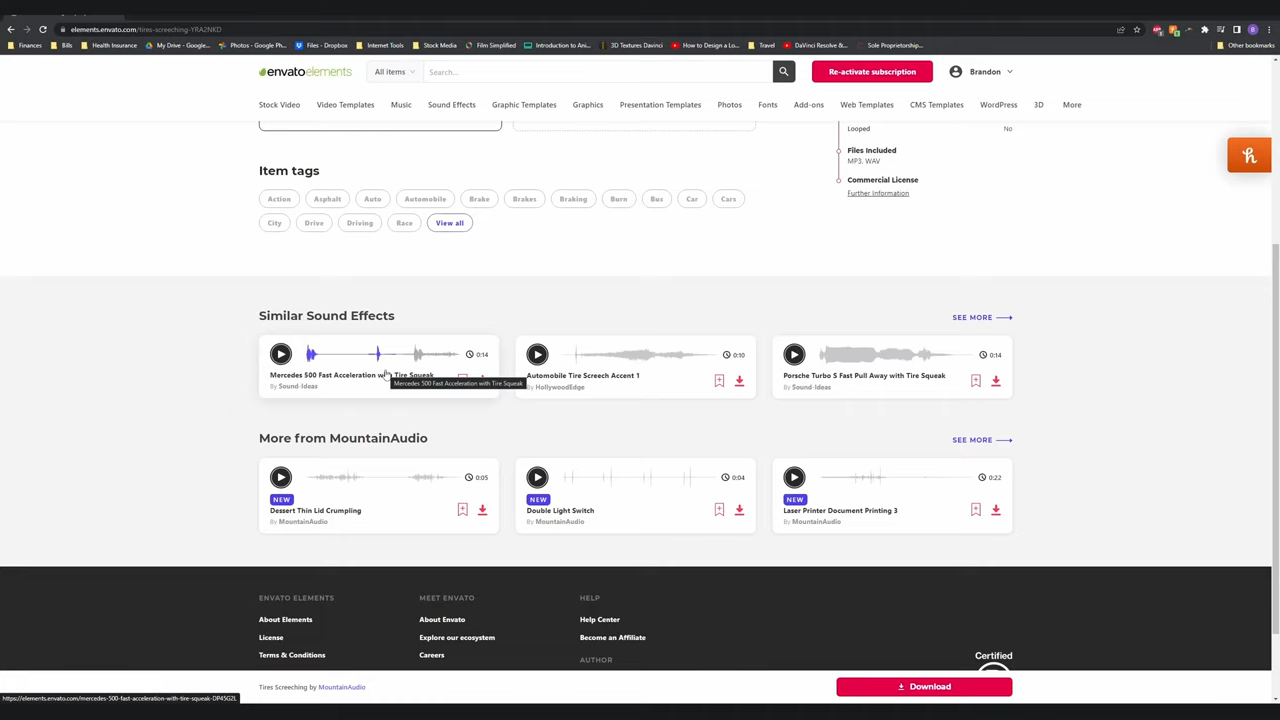 elements.envato.com/tires-screeching-YRA2NKD
Finances
Bills
Health Insurance
My Drive - Google...
Photos - Google Ph...
Files - Dropbox
Internet Tools
Stock Media
Film Simplified
Introduction to Ani...
3D Textures Davinci
How to Design a Lo...
Travel
DaVinci Resolve &...
Sole Proprietorship...
Other bookmarks
envatoelements
All items
Search...
Re-activate subscription
Brandon
Stock Video
Video Templates
Music
Sound Effects
Graphic Templates
Graphics
Presentation Templates
Photos
Fonts
Add-ons
Web Templates
CMS Templates
WordPress
3D
More
Looped No
Files Included
MP3, WAV
Commercial License
Further Information
Item tags
Action
Asphalt
Auto
Automobile
Brake
Brakes
Braking
Burn
Bus
Car
Cars
City
Drive
Driving
Race
View all
Similar Sound Effects
SEE MORE
0:14
Mercedes 500 Fast Acceleration with Tire Squeak
By Sound-Ideas
Mercedes 500 Fast Acceleration with Tire Squeak
0:10
Automobile Tire Screech Accent 1
By HollywoodEdge
0:14
Porsche Turbo S Fast Pull Away with Tire Squeak
By Sound-Ideas
More from MountainAudio
SEE MORE
0:05
NEW
Dessert Thin Lid Crumpling
By MountainAudio
0:04
NEW
Double Light Switch
By MountainAudio
0:22
NEW
Laser Printer Document Printing 3
By MountainAudio
ENVATO ELEMENTS
About Elements
License
Terms & Conditions
MEET ENVATO
About Envato
Explore our ecosystem
Careers
HELP
Help Center
Become an Affiliate
AUTHOR
Certified
Tires Screeching by MountainAudio
Download
https://elements.envato.com/mercedes-500-fast-acceleration-with-tire-squeak-DP45G2L